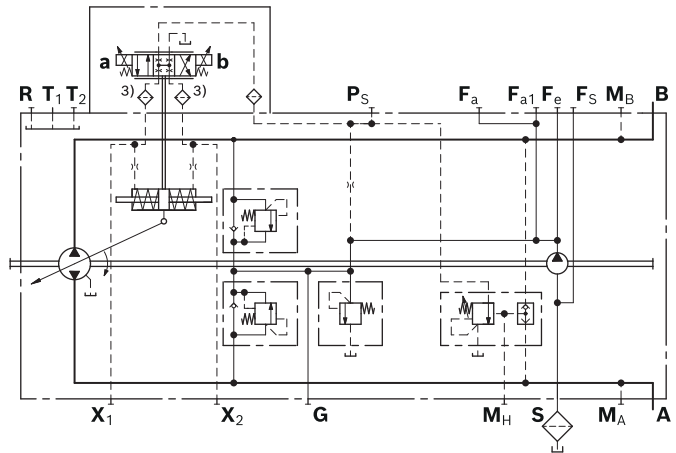 a b
3) 3)
R T1 T2 PS Fa Fa1 Fe FS MB B
X1 X2 G MH S MA A